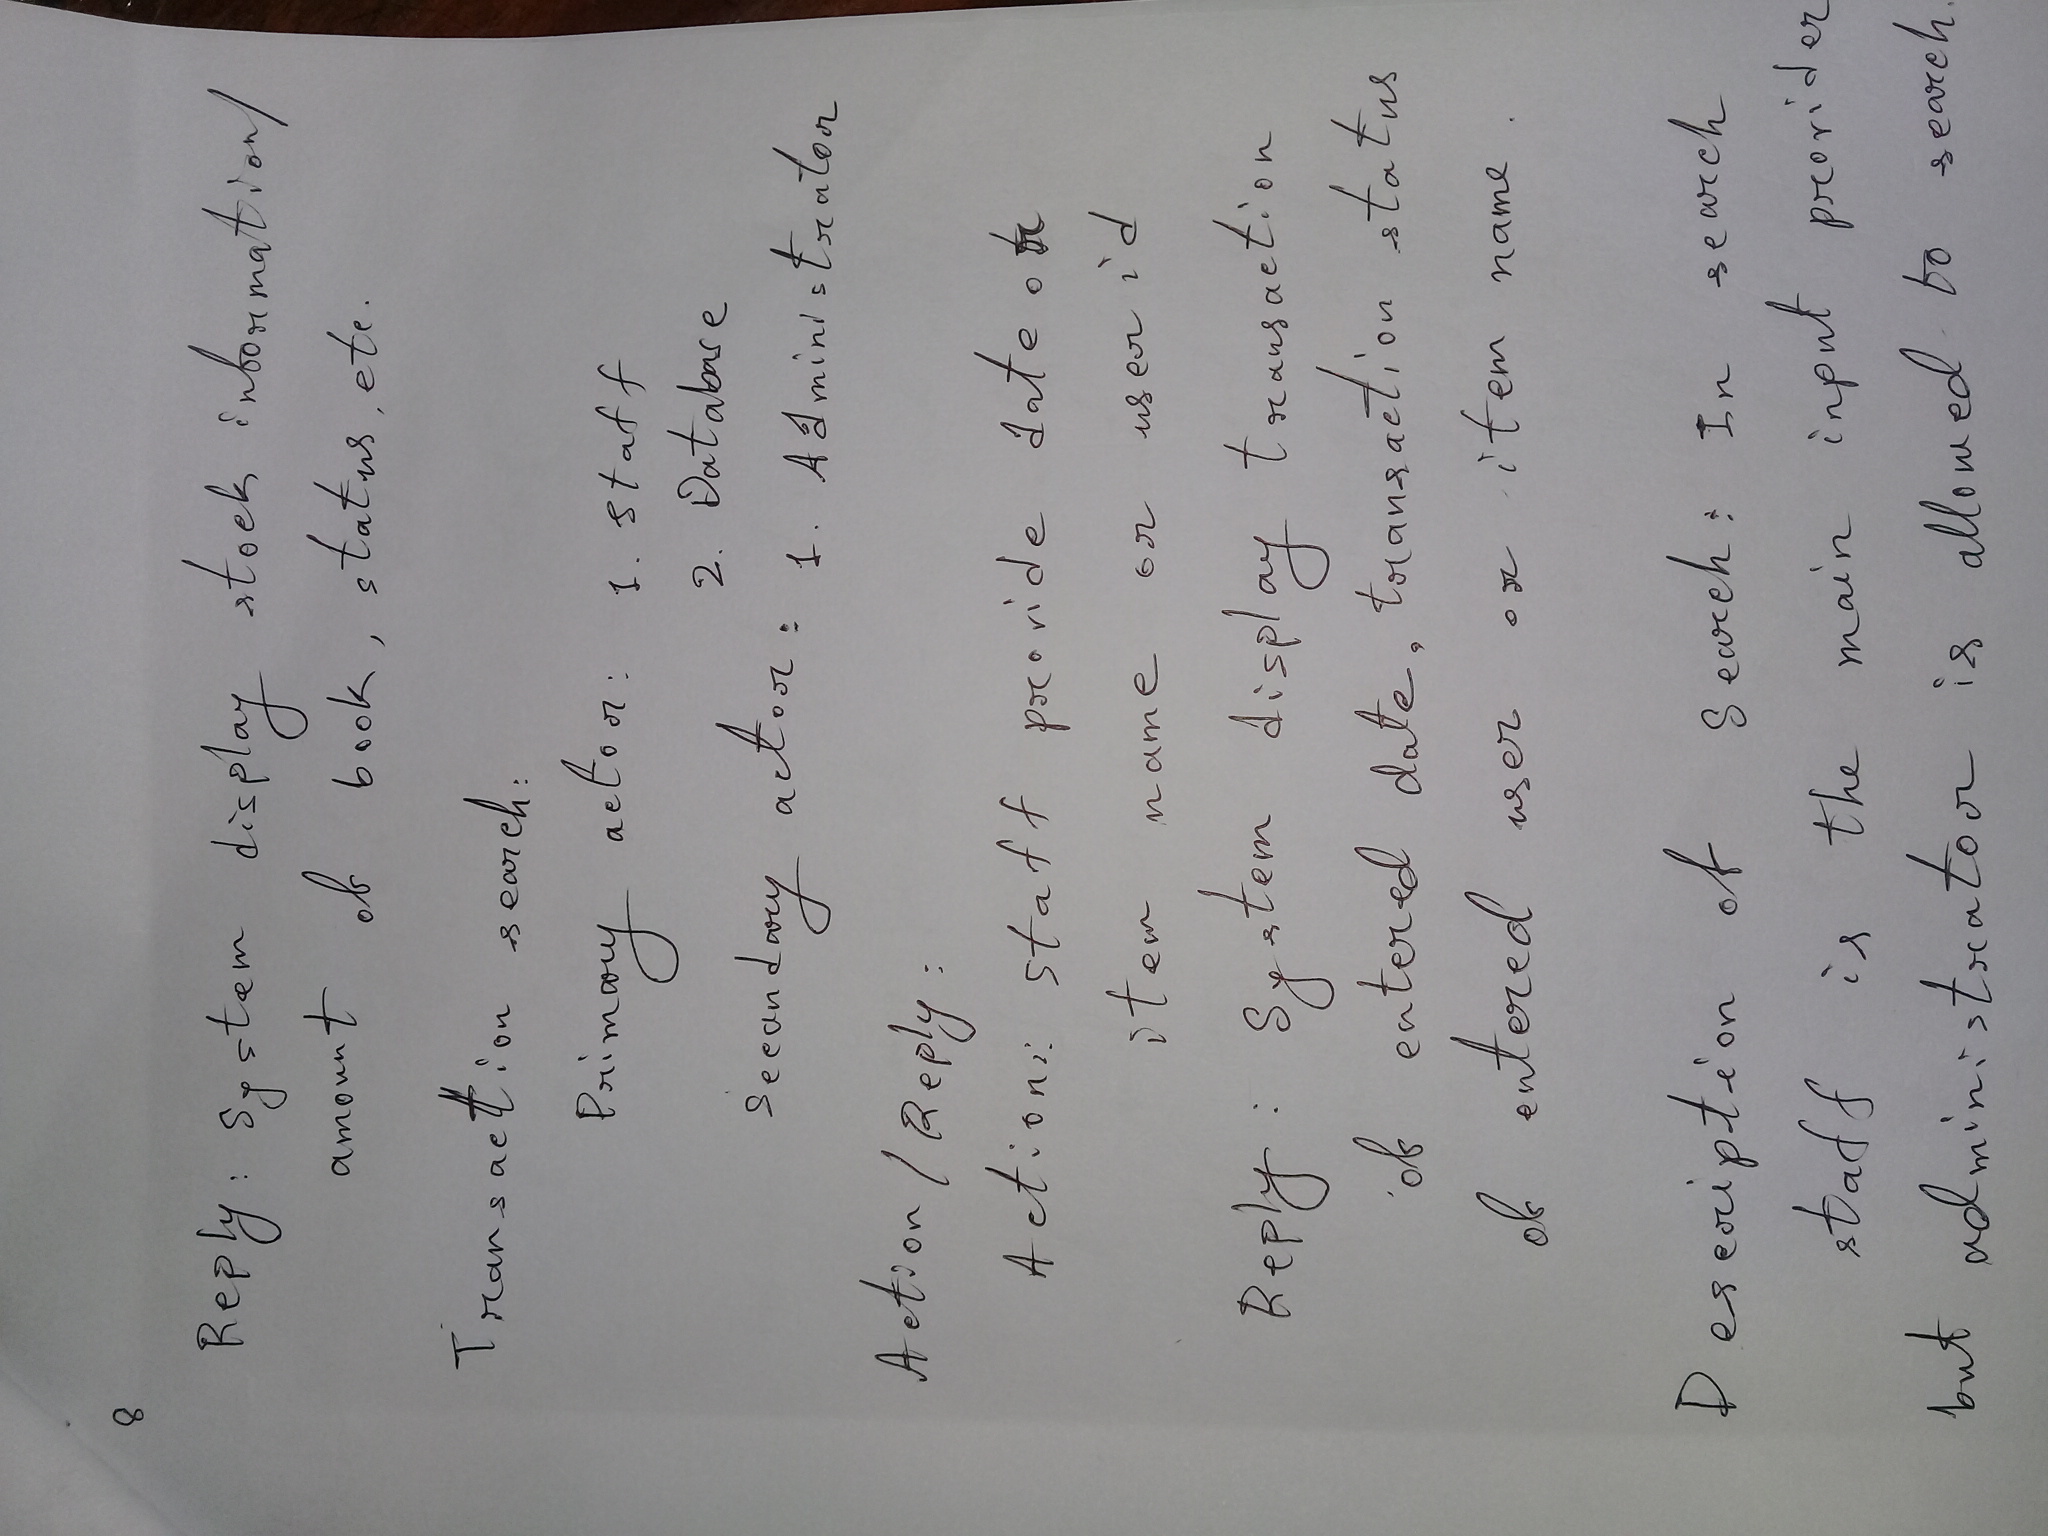 8
Reply: System display stock information/
amount of book, status, etc.
Transaction search:
Primary actor: 1. Staff
2. Database
Secondary actor: 1. Administrator
Action / Reply:
Action: Staff provide date or
item name or user id
Reply: System display transaction
of entered date, transaction status
of entered user or item name.
Description of Search: In search
staff is the main input provider
but administrator is allowed to search.